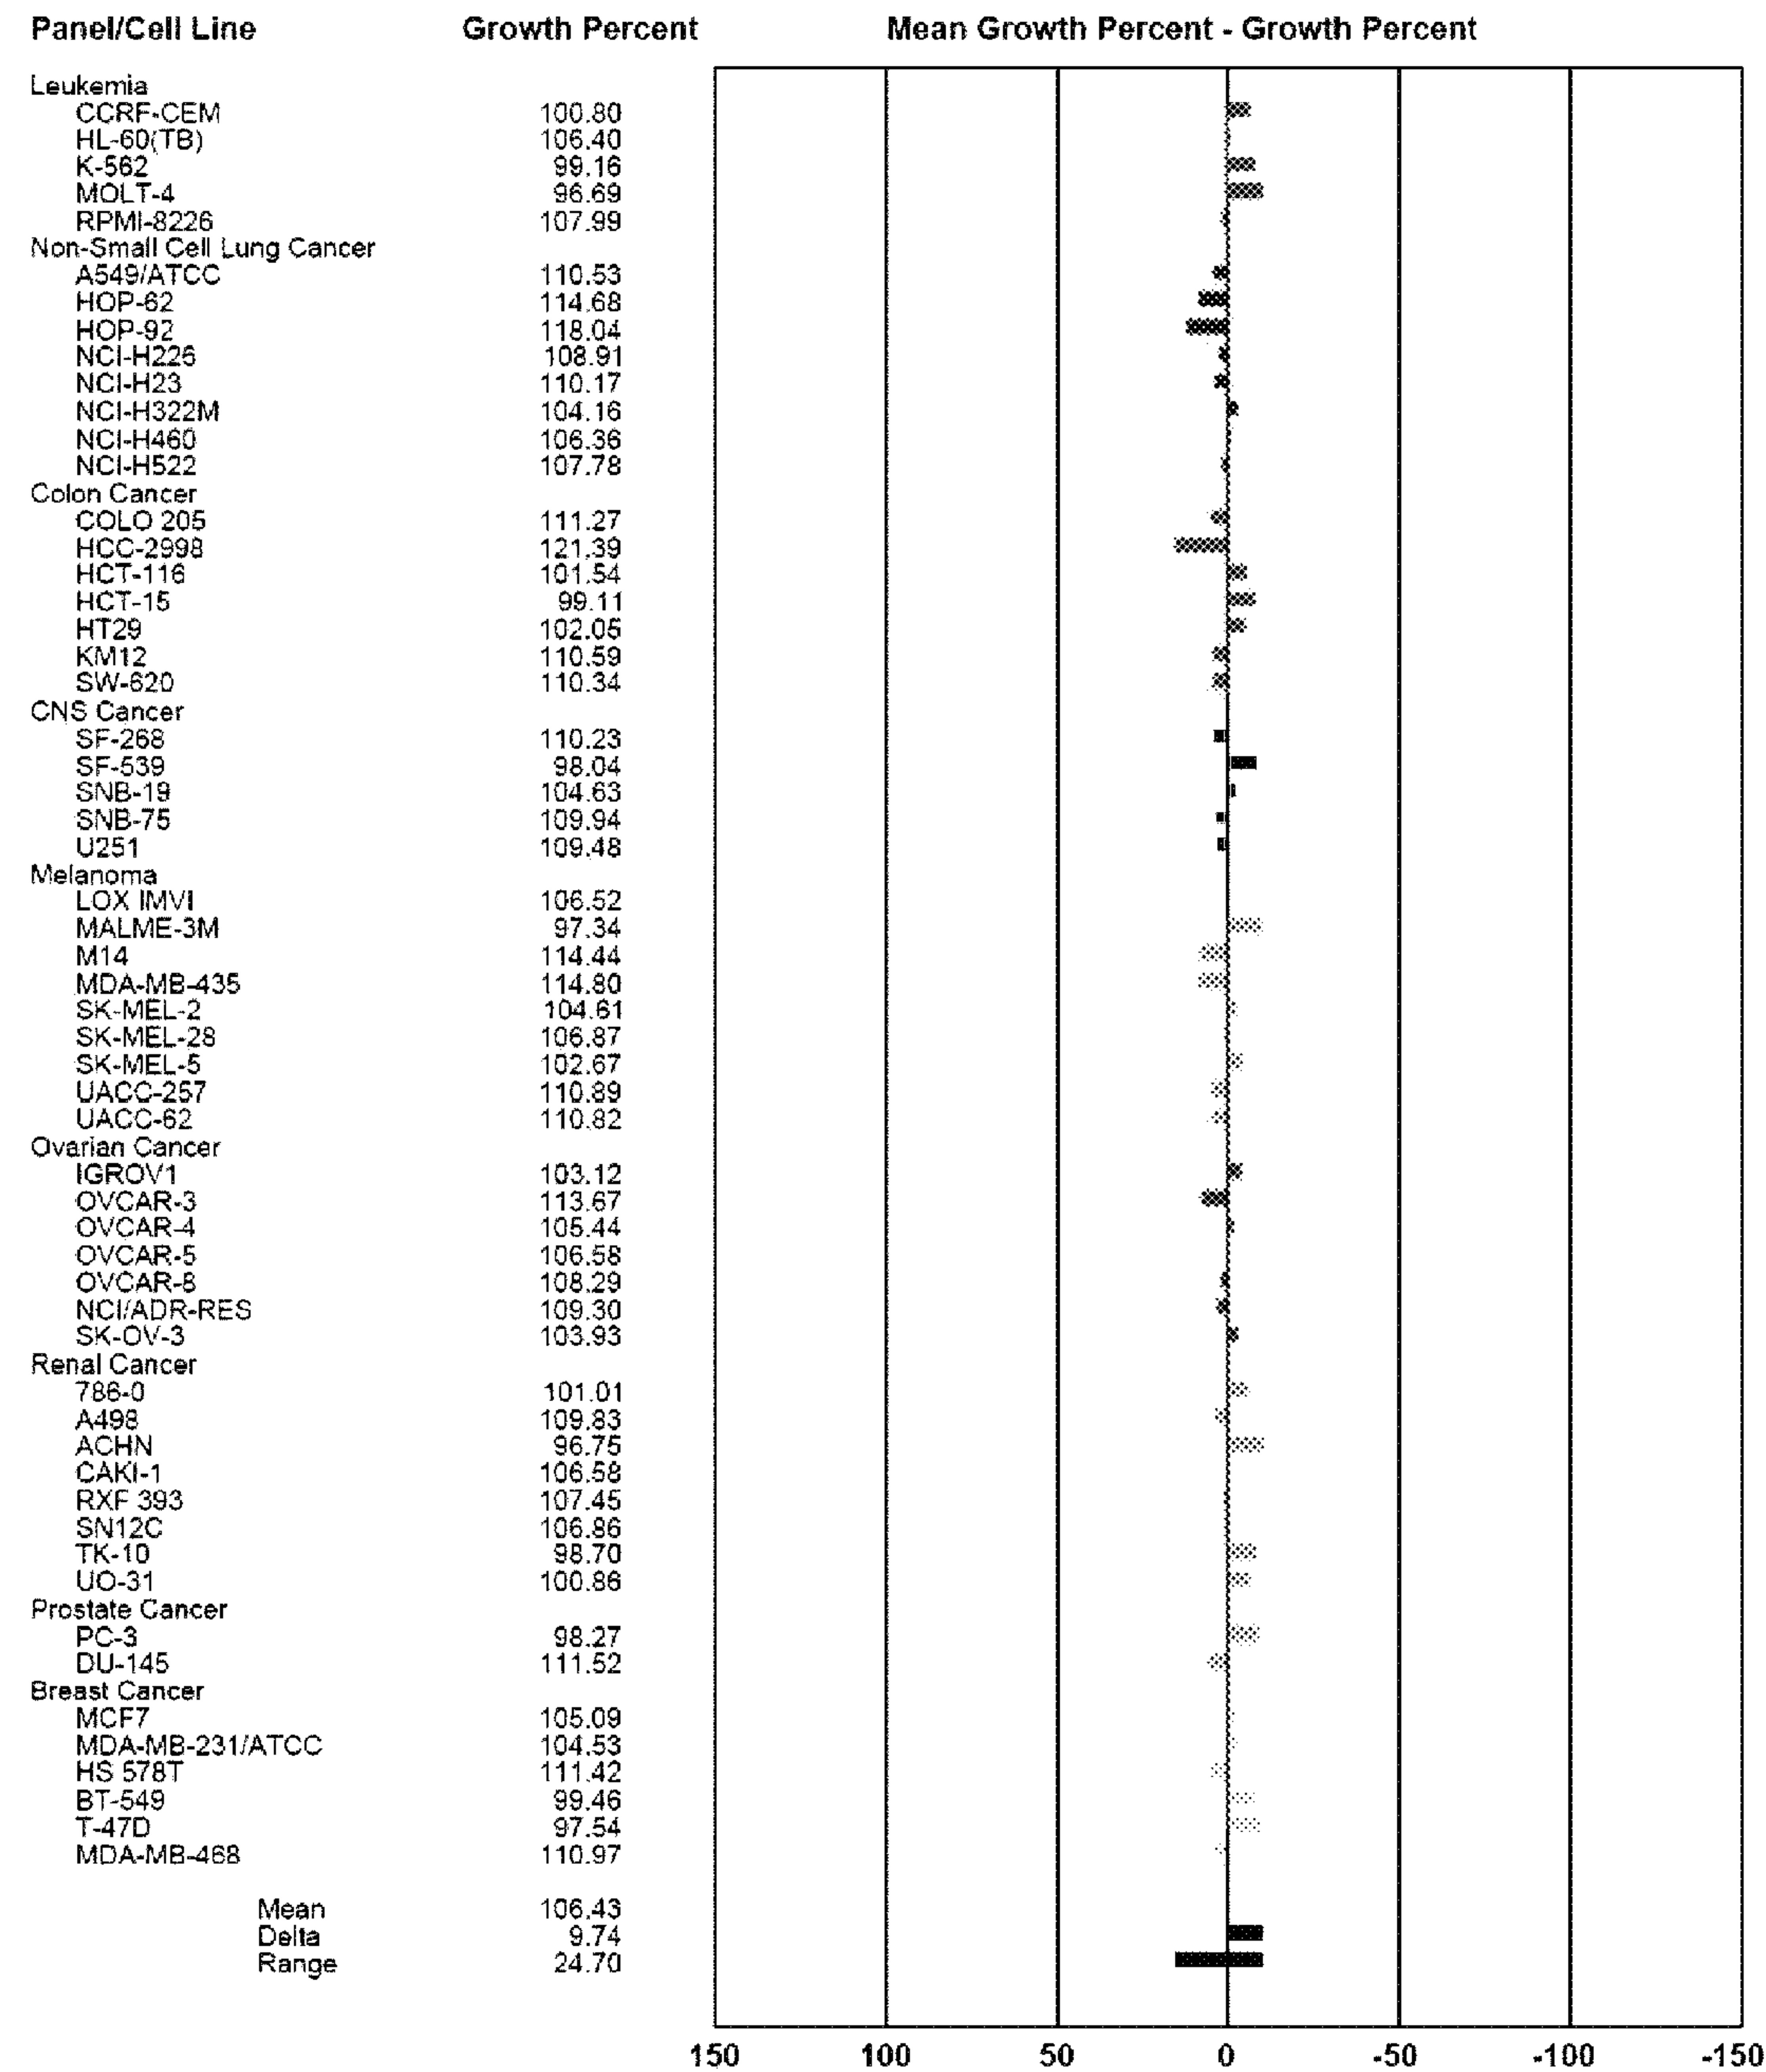 Panel/Cell Line Growth Percent Mean Growth Percent - Growth Percent
Leukemia
CCRF-CEM 100.80
HL-60(TB) 106.40
K-562 99.16
MOLT-4 96.69
RPMI-8226 107.99
Non-Small Cell Lung Cancer
A549/ATCC 110.53
HOP-62 114.68
HOP-92 118.04
NCI-H226 108.91
NCI-H23 110.17
NCI-H322M 104.16
NCI-H460 106.36
NCI-H522 107.78
Colon Cancer
COLO 205 111.27
HCC-2998 121.39
HCT-116 101.54
HCT-15 99.11
HT29 102.05
KM12 110.59
SW-620 110.34
CNS Cancer
SF-268 110.23
SF-539 98.04
SNB-19 104.63
SNB-75 109.94
U251 109.48
Melanoma
LOX IMVI 106.52
MALME-3M 97.34
M14 114.44
MDA-MB-435 114.80
SK-MEL-2 104.61
SK-MEL-28 106.87
SK-MEL-5 102.67
UACC-257 110.89
UACC-62 110.82
Ovarian Cancer
IGROV1 103.12
OVCAR-3 113.67
OVCAR-4 105.44
OVCAR-5 106.58
OVCAR-8 108.29
NCI/ADR-RES 109.30
SK-OV-3 103.93
Renal Cancer
786-0 101.01
A498 109.83
ACHN 96.75
CAKI-1 106.58
RXF 393 107.45
SN12C 106.86
TK-10 98.70
UO-31 100.86
Prostate Cancer
PC-3 98.27
DU-145 111.52
Breast Cancer
MCF7 105.09
MDA-MB-231/ATCC 104.53
HS 578T 111.42
BT-549 99.46
T-47D 97.54
MDA-MB-468 110.97
Mean 106.43
Delta 9.74
Range 24.70
150 100 50 0 -50 -100 -150